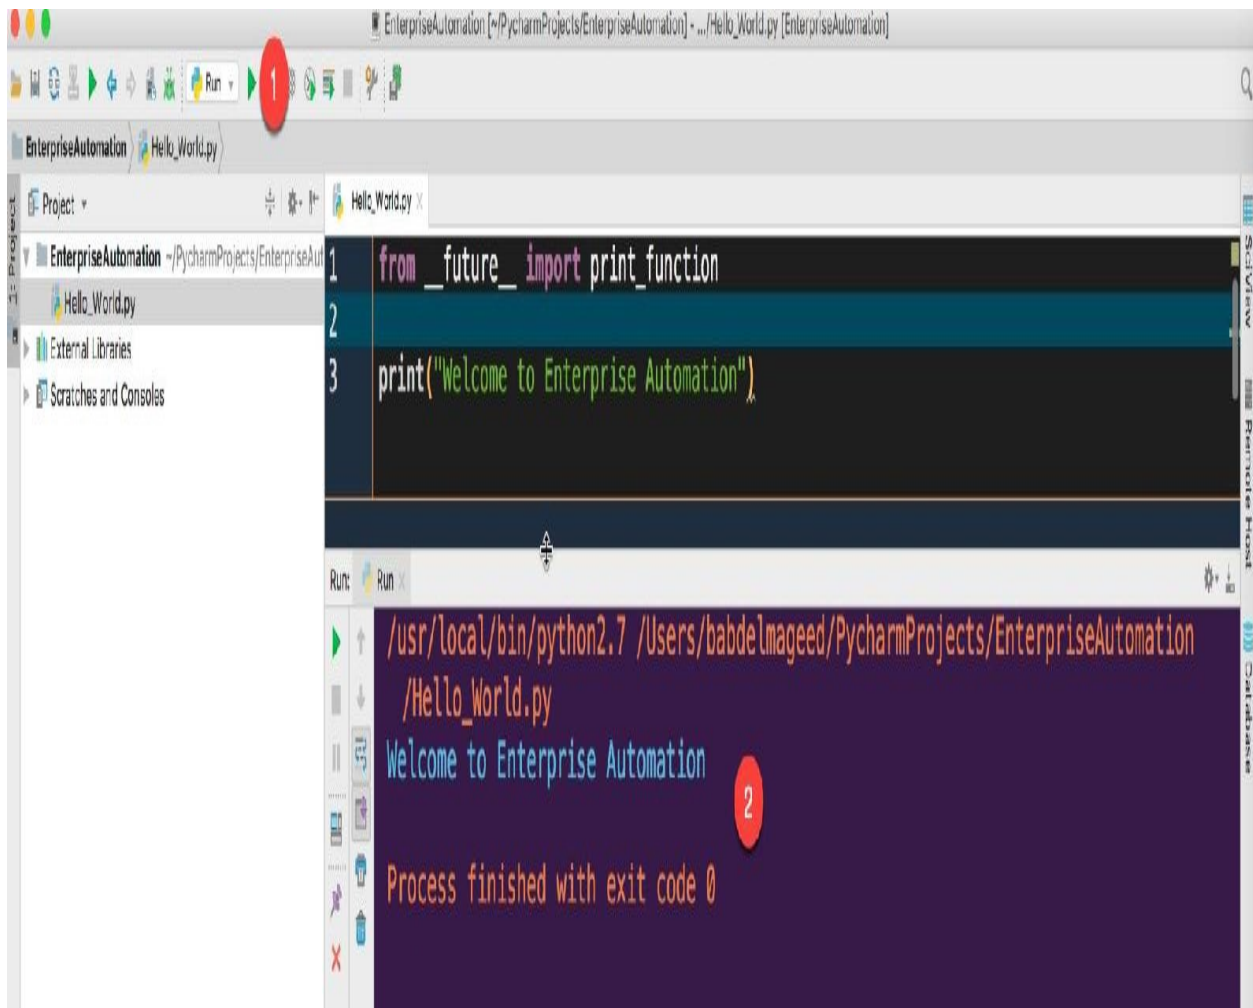 EnterpriseAutomation [~/PycharmProjects/EnterpriseAutomation] - .../Hello_World.py [EnterpriseAutomation]
Run
1
EnterpriseAutomation
Hello_World.py
Project
Hello_World.py
1: Project
EnterpriseAutomation ~/PycharmProjects/EnterpriseAut
Hello_World.py
External Libraries
Scratches and Consoles
1 from __future__ import print_function
2
3 print("Welcome to Enterprise Automation")
SciView
Remote Host
Database
Run: Run
/usr/local/bin/python2.7 /Users/babdelmageed/PycharmProjects/EnterpriseAutomation
/Hello_World.py
Welcome to Enterprise Automation
2
Process finished with exit code 0